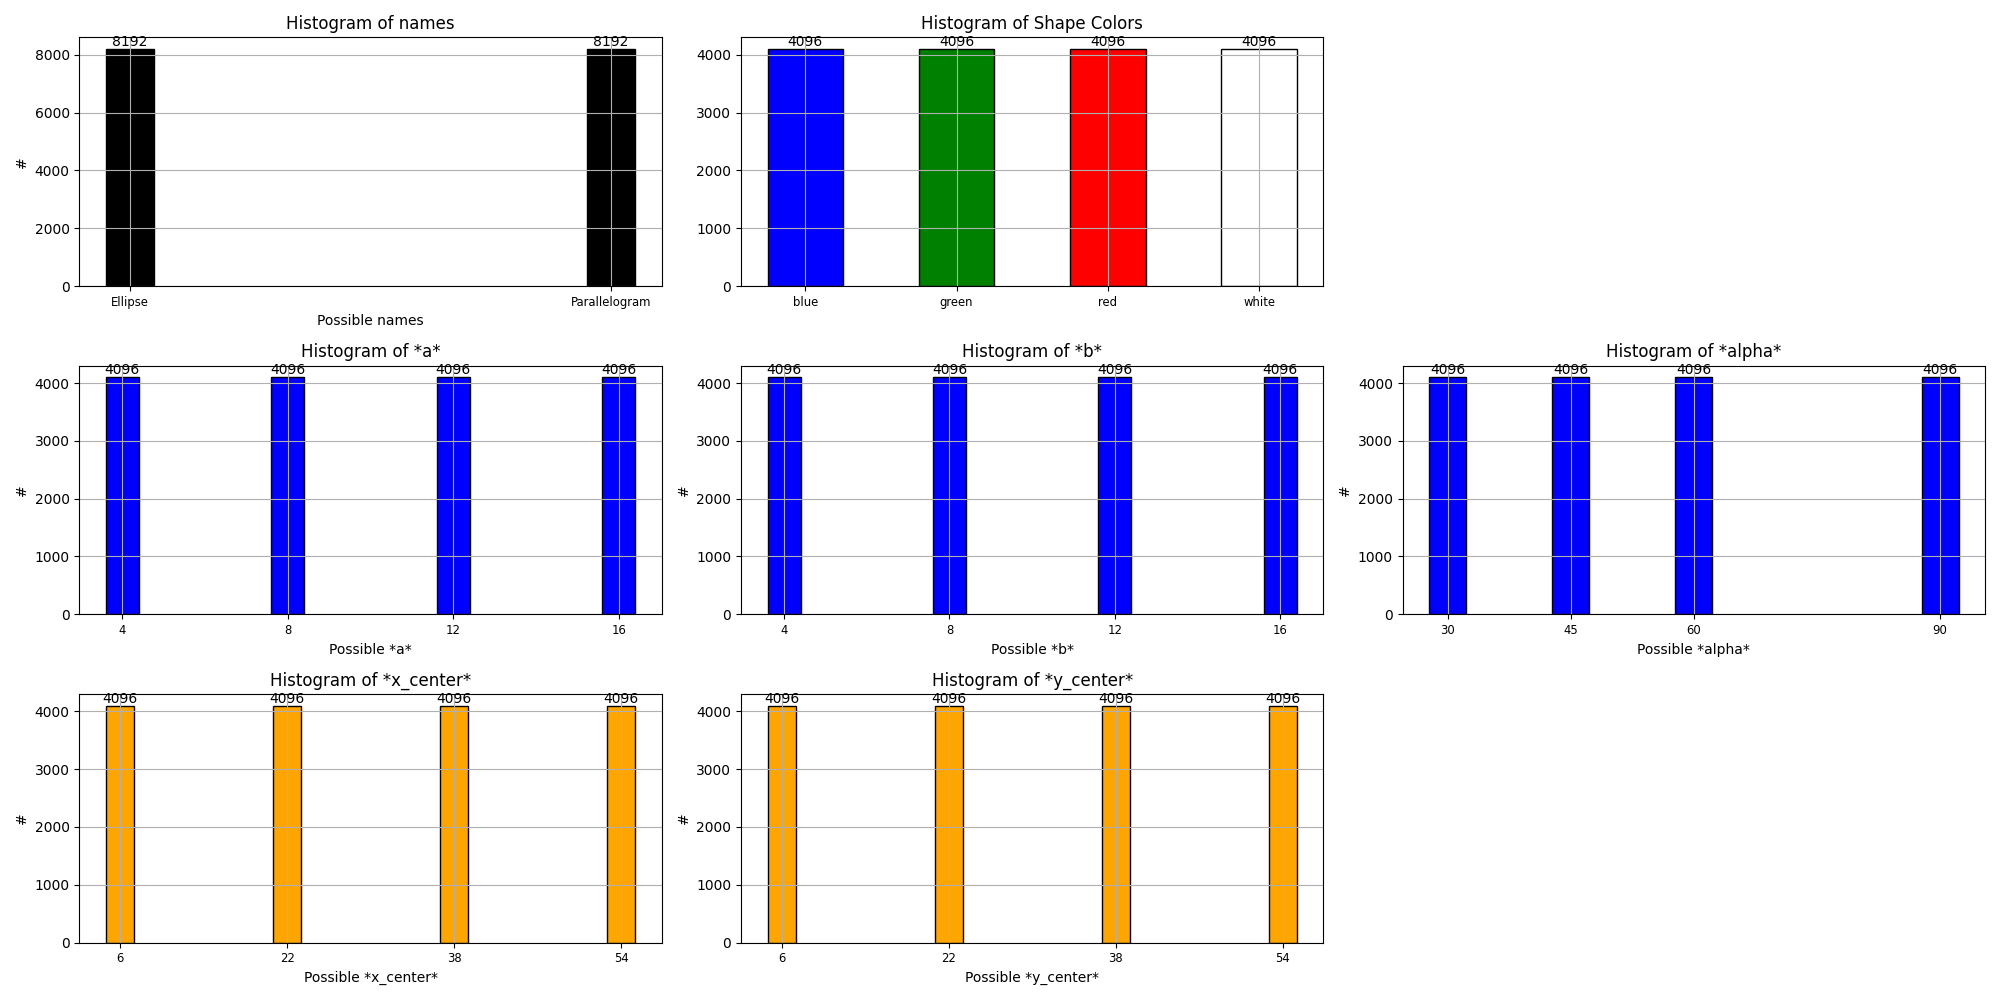 Histogram of names
8192 8192
8000
6000
4000
2000
0
#
Ellipse Parallelogram
Possible names
Histogram of Shape Colors
4096 4096 4096 4096
4000
3000
2000
1000
0
blue green red white
Histogram of *a*
4096 4096 4096 4096
4000
3000
2000
1000
0
#
4 8 12 16
Possible *a*
Histogram of *b*
4096 4096 4096 4096
4000
3000
2000
1000
0
#
4 8 12 16
Possible *b*
Histogram of *alpha*
4096 4096 4096 4096
4000
3000
2000
1000
0
#
30 45 60 90
Possible *alpha*
Histogram of *x_center*
4096 4096 4096 4096
4000
3000
2000
1000
0
#
6 22 38 54
Possible *x_center*
Histogram of *y_center*
4096 4096 4096 4096
4000
3000
2000
1000
0
#
6 22 38 54
Possible *y_center*